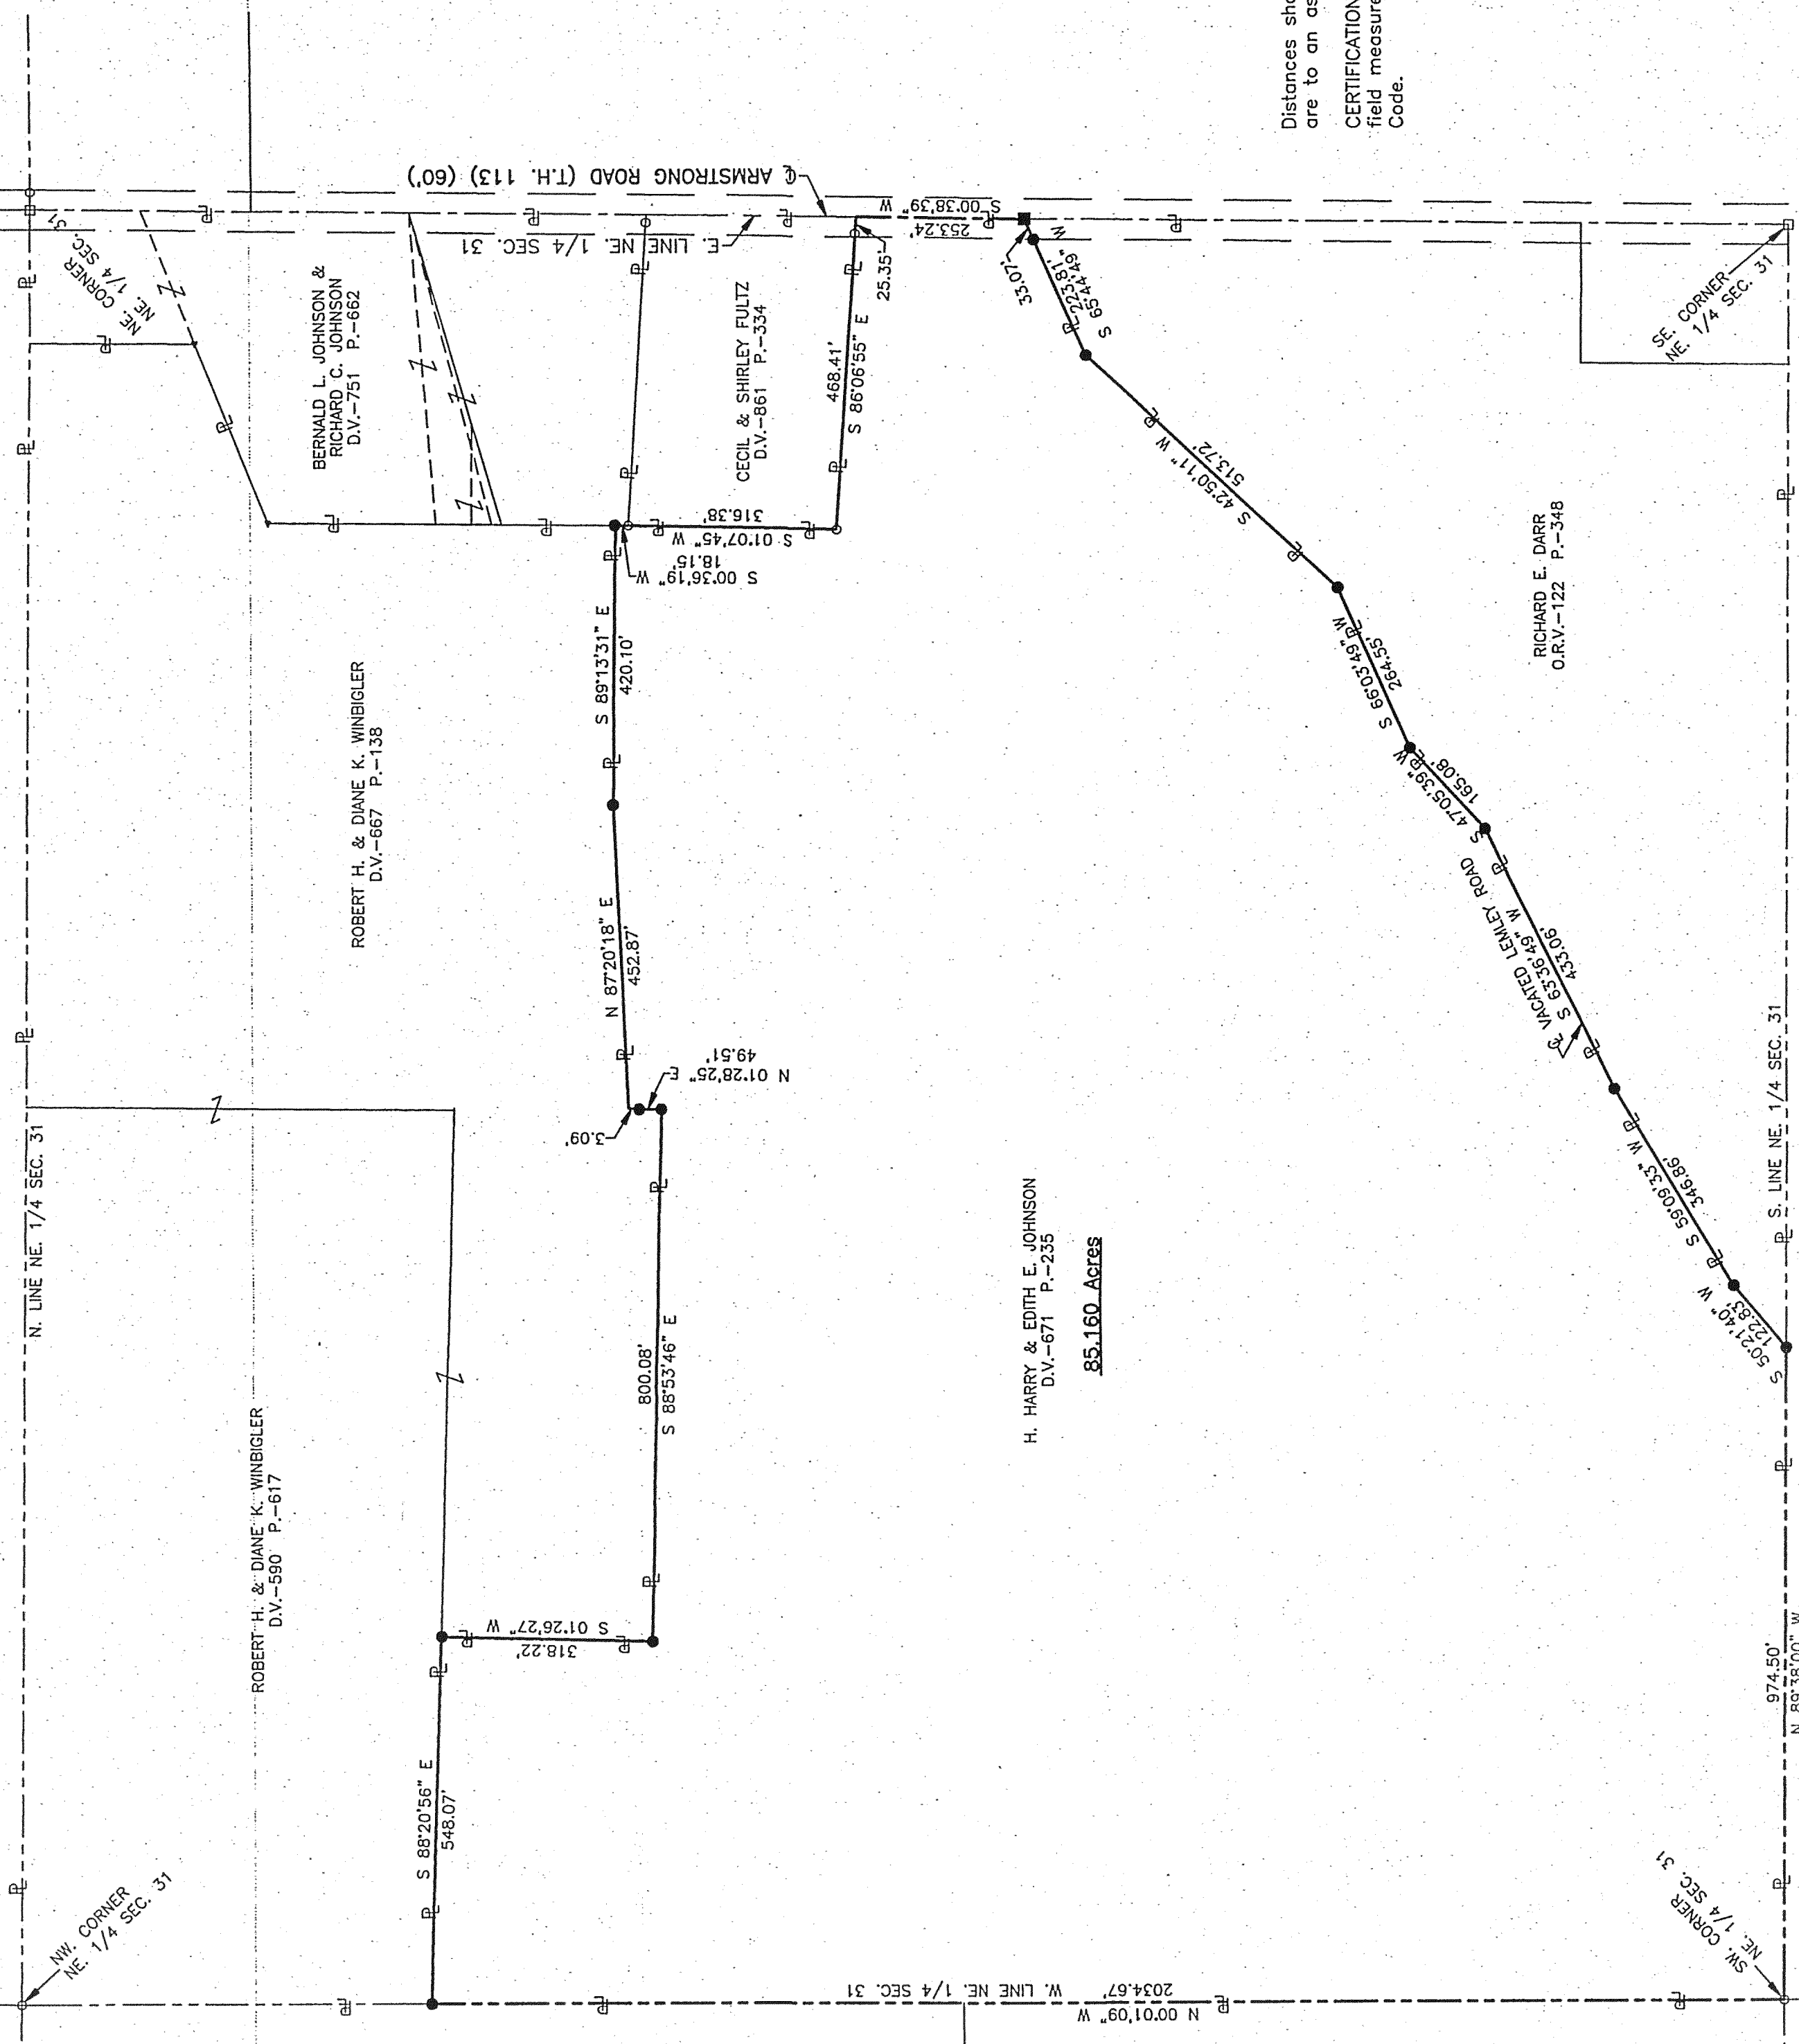 N. LINE NE. 1/4 SEC. 31
NW. CORNER
NE. 1/4 SEC. 31
NE. CORNER
NE. 1/4 SEC. 31
ROBERT H. & DIANE K. WINBIGLER
D.V.-590 P.-617
ROBERT H. & DIANE K. WINBIGLER
D.V.-667 P.-138
BERNALD L. JOHNSON &
RICHARD C. JOHNSON
D.V.-751 P.-662
℄ ARMSTRONG ROAD (T.H. 113) (60')
E. LINE NE. 1/4 SEC. 31
CECIL & SHIRLEY FULTZ
D.V.-861 P.-334
S 88°20'56" E
548.07'
S 01°26'27" W
318.22'
800.08'
S 88°53'46" E
N 01°28'25" E
49.51'
3.09'
N 87°20'18" E
452.87'
S 89°13'31" E
420.10'
S 00°36'19" W
18.15'
S 01°07'45" W
316.38'
468.41'
S 86°06'55" E
25.35'
253.24'
S 00°38'39" W
33.07'
223.81'
S 65°44'49" W
S 42°50'11" W
513.72'
S 66°03'49" W
264.55'
S 47°05'39" W
165.08'
℄ VACATED LEMLEY ROAD
S 63°36'49" W
433.06'
S 59°09'33" W
346.86'
S 50°21'40" W
122.83'
H. HARRY & EDITH E. JOHNSON
D.V.-671 P.-235
85.160 Acres
RICHARD E. DARR
O.R.V.-122 P.-348
SE. CORNER
NE. 1/4 SEC. 31
S. LINE NE. 1/4 SEC. 31
974.50'
N 89°38'00" W
SW. CORNER
NE. 1/4 SEC. 31
W. LINE NE. 1/4 SEC. 31
2034.67'
N 00°01'09" W
Distances sho
are to an as
CERTIFICATION
field measure
Code.